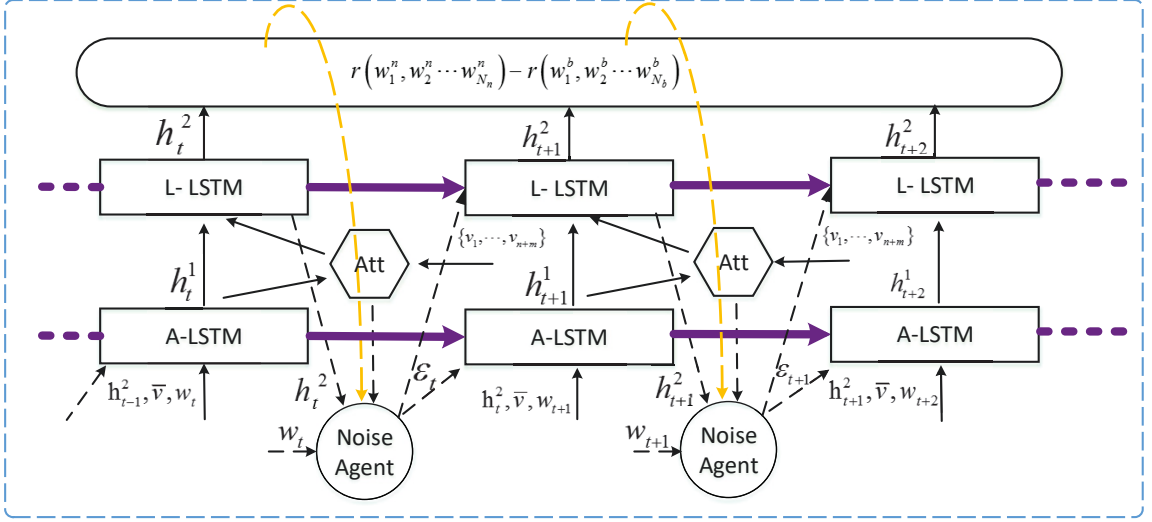 r(w_1^n, w_2^n ⋯ w_{N_n}^n) − r(w_1^b, w_2^b ⋯ w_{N_b}^b)
h_t^2 h_{t+1}^2 h_{t+2}^2
L- LSTM L- LSTM L- LSTM
{v_1, ⋯, v_{n+m}} {v_1, ⋯, v_{n+m}}
Att Att
h_t^1 h_{t+1}^1 h_{t+2}^1
A-LSTM A-LSTM A-LSTM
h_{t-1}^2, v̅, w_t h_t^2 ε_t h_t^2, v̅, w_{t+1} h_{t+1}^2 ε_{t+1} h_{t+1}^2, v̅, w_{t+2}
w_t Noise w_{t+1} Noise
Agent Agent